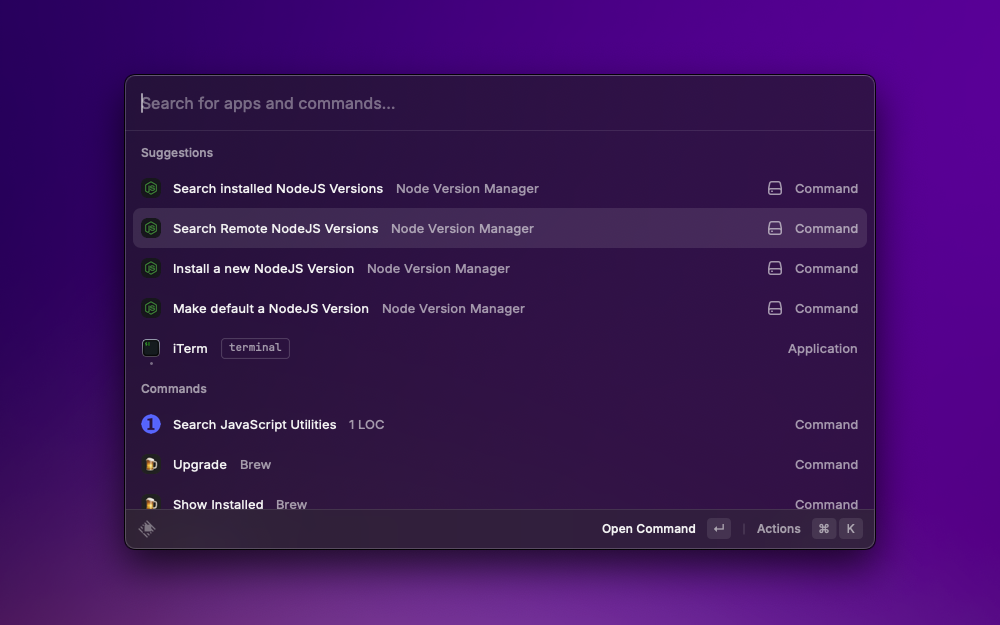 Search for apps and commands...
Suggestions
Search installed NodeJS Versions Node Version Manager Command
Search Remote NodeJS Versions Node Version Manager Command
Install a new NodeJS Version Node Version Manager Command
Make default a NodeJS Version Node Version Manager Command
iTerm terminal Application
Commands
1 Search JavaScript Utilities 1 LOC Command
Upgrade Brew Command
Show Installed Brew Command
Open Command ↵ | Actions ⌘ K